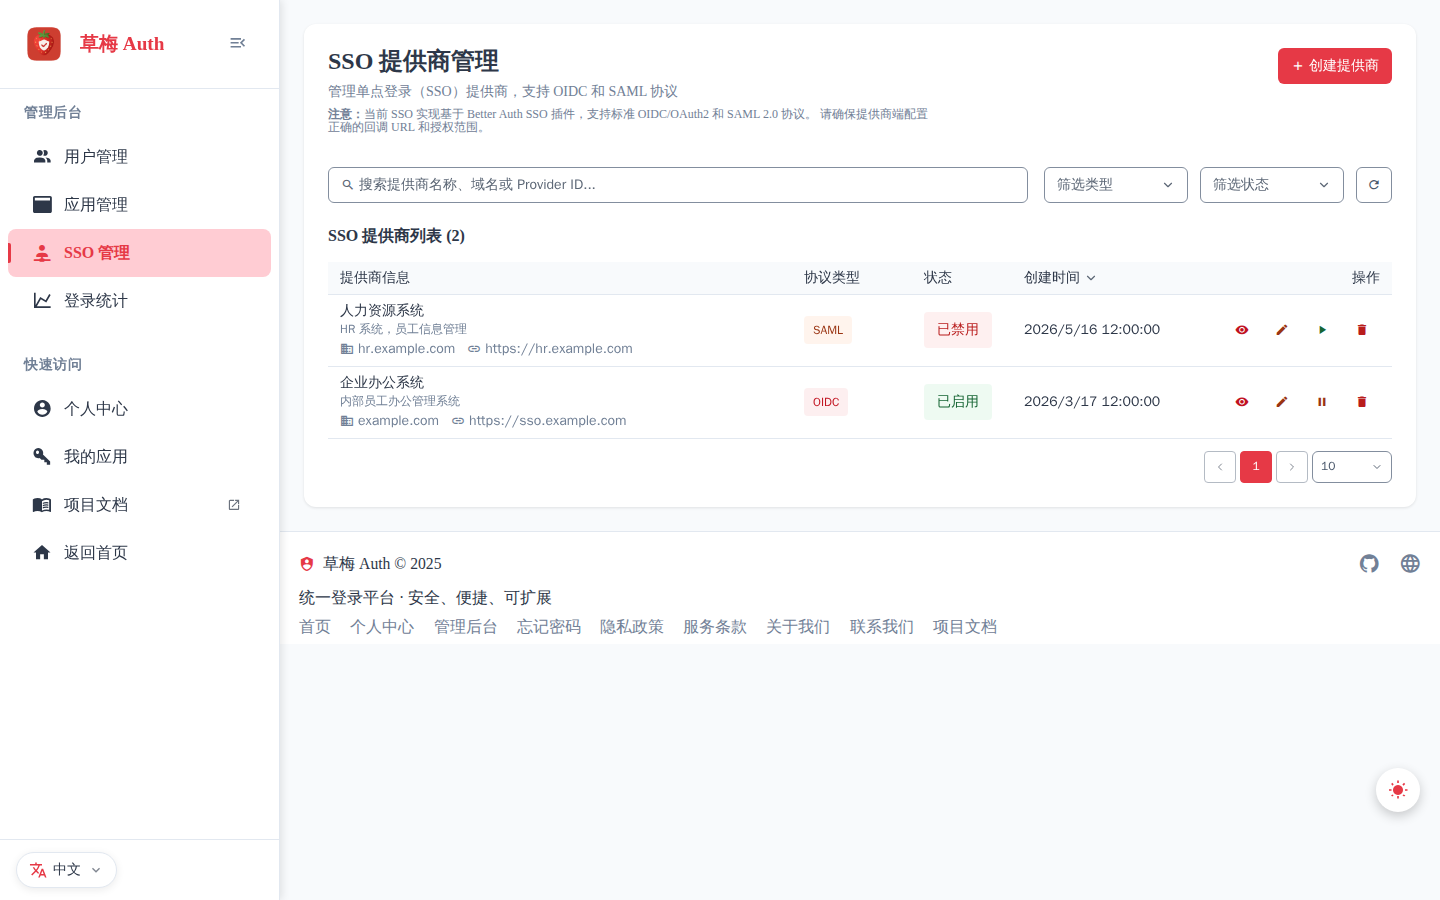 草梅 Auth
管理后台
用户管理
应用管理
SSO 管理
登录统计
快速访问
个人中心
我的应用
项目文档
返回首页
中文
SSO 提供商管理
管理单点登录（SSO）提供商，支持 OIDC 和 SAML 协议
注意：当前 SSO 实现基于 Better Auth SSO 插件，支持标准 OIDC/OAuth2 和 SAML 2.0 协议。 请确保提供商端配置
正确的回调 URL 和授权范围。
创建提供商
搜索提供商名称、域名或 Provider ID...
筛选类型
筛选状态
SSO 提供商列表 (2)
提供商信息 协议类型 状态 创建时间 操作
人力资源系统
HR 系统，员工信息管理
hr.example.com https://hr.example.com
SAML
已禁用
2026/5/16 12:00:00
企业办公系统
内部员工办公管理系统
example.com https://sso.example.com
OIDC
已启用
2026/3/17 12:00:00
1
10
草梅 Auth © 2025
统一登录平台 · 安全、便捷、可扩展
首页 个人中心 管理后台 忘记密码 隐私政策 服务条款 关于我们 联系我们 项目文档